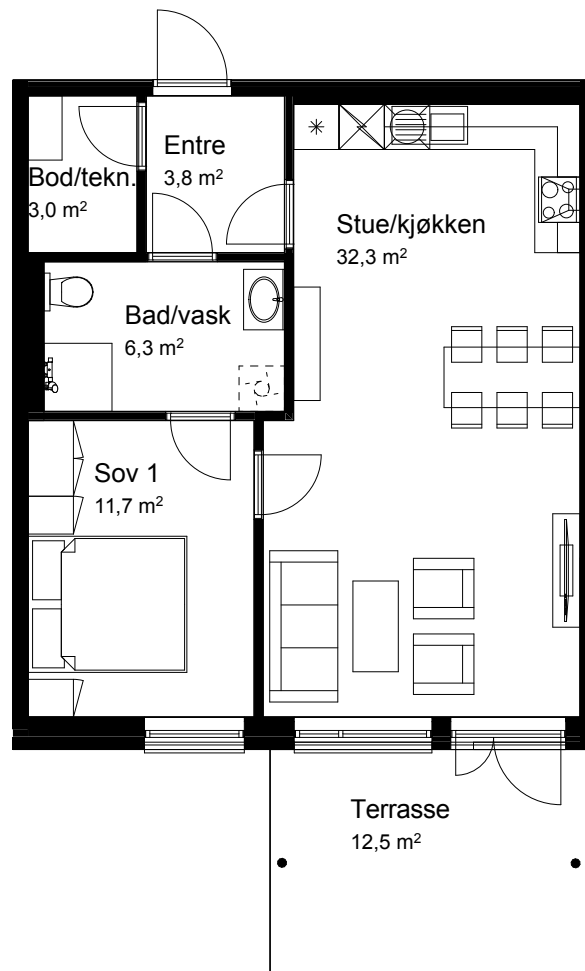 Entre
3,8 m²
Bod/tekn.
3,0 m²
Stue/kjøkken
32,3 m²
Bad/vask
6,3 m²
Sov 1
11,7 m²
Terrasse
12,5 m²